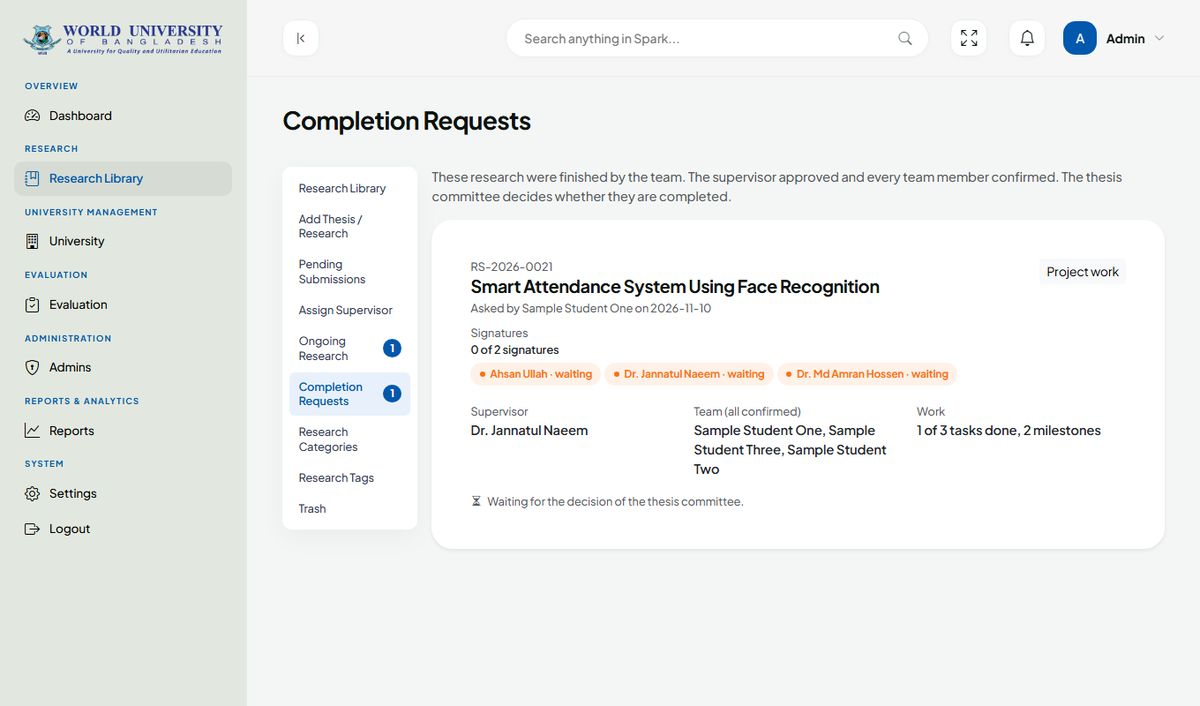 WORLD UNIVERSITY
OF BANGLADESH
A University for Quality and Utilitarian Education
OVERVIEW
Dashboard
RESEARCH
Research Library
UNIVERSITY MANAGEMENT
University
EVALUATION
Evaluation
ADMINISTRATION
Admins
REPORTS & ANALYTICS
Reports
SYSTEM
Settings
Logout
Search anything in Spark...
A
Admin
Completion Requests
Research Library
Add Thesis /
Research
Pending
Submissions
Assign Supervisor
Ongoing
Research
1
Completion
Requests
1
Research
Categories
Research Tags
Trash
These research were finished by the team. The supervisor approved and every team member confirmed. The thesis
committee decides whether they are completed.
RS-2026-0021
Project work
Smart Attendance System Using Face Recognition
Asked by Sample Student One on 2026-11-10
Signatures
0 of 2 signatures
Ahsan Ullah · waiting
Dr. Jannatul Naeem · waiting
Dr. Md Amran Hossen · waiting
Supervisor
Dr. Jannatul Naeem
Team (all confirmed)
Sample Student One, Sample
Student Three, Sample Student
Two
Work
1 of 3 tasks done, 2 milestones
Waiting for the decision of the thesis committee.